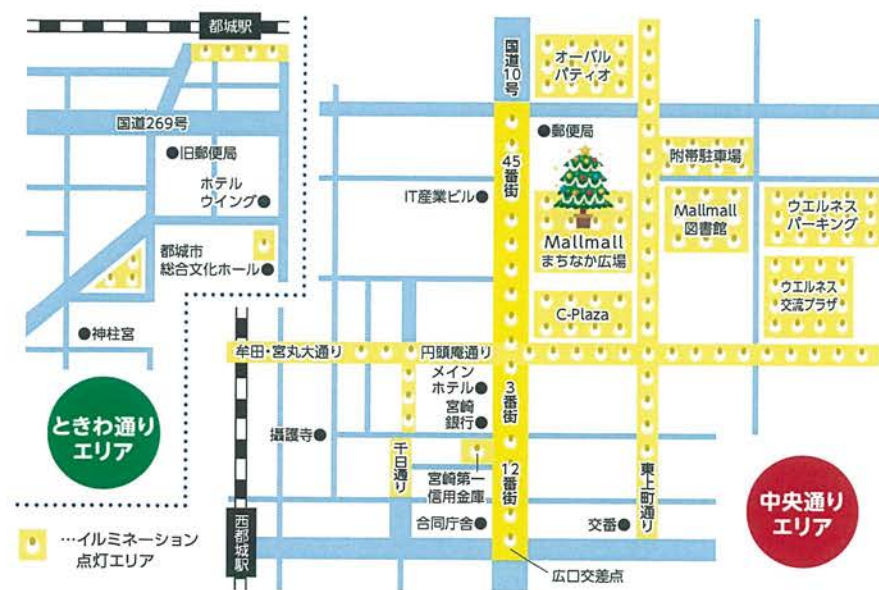 都城駅
国道269号
旧郵便局
ホテル
ウイング
都城市
総合文化ホール
神柱宮
ときわ通り
エリア
…イルミネーション
点灯エリア
国道10号
オーバル
パティオ
郵便局
45番街
IT産業ビル
Mallmall
まちなか広場
附帯駐車場
Mallmall
図書館
ウエルネス
パーキング
C-Plaza
ウエルネス
交流プラザ
牟田・宮丸大通り
円頭庵通り
メイン
ホテル
宮崎
銀行
3番街
攝護寺
千日通り
宮崎第一
信用金庫
12番街
東上町通り
合同庁舎
交番
西都城駅
広口交差点
中央通り
エリア